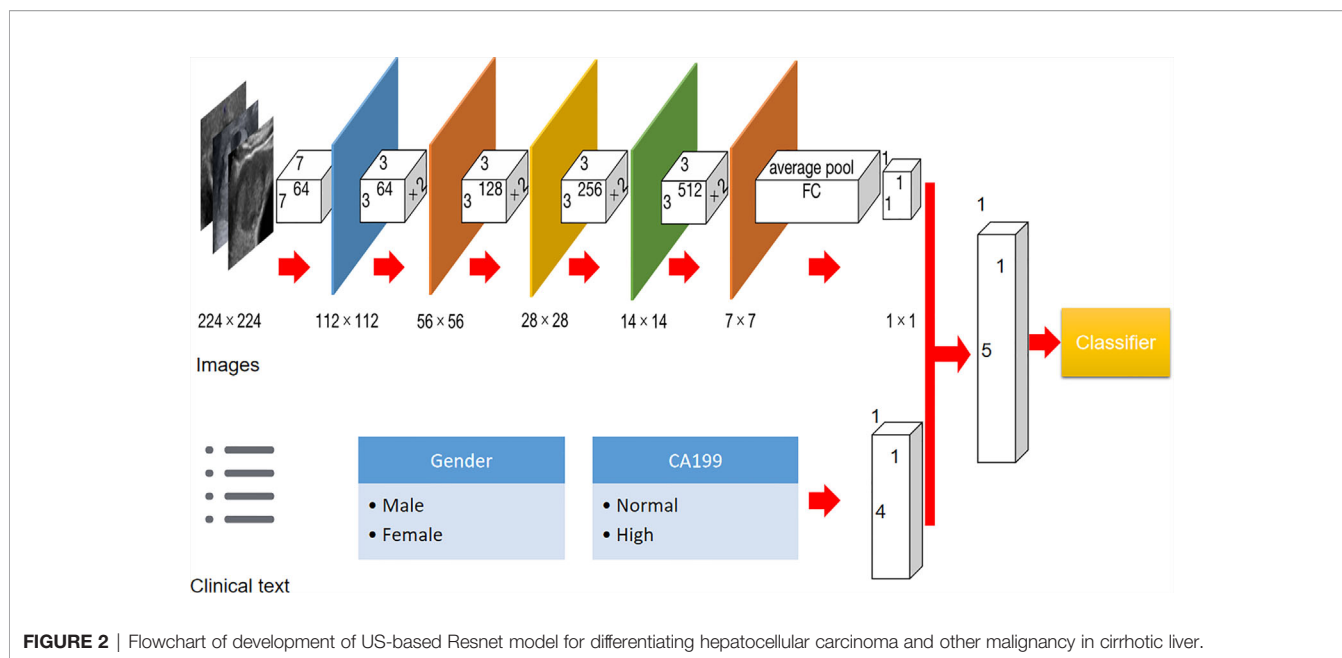 7
7
64
3
3
64
+2
3
3
128
+2
3
3
256
+2
3
3
512
+2
average pool
FC
1
1
1
224 × 224
112 × 112
56 × 56
28 × 28
14 × 14
7 × 7
1 × 1
Images
1
1
5
Classifier
Gender
• Male
• Female
CA199
• Normal
• High
1
1
4
Clinical text
FIGURE 2 | Flowchart of development of US-based Resnet model for differentiating hepatocellular carcinoma and other malignancy in cirrhotic liver.